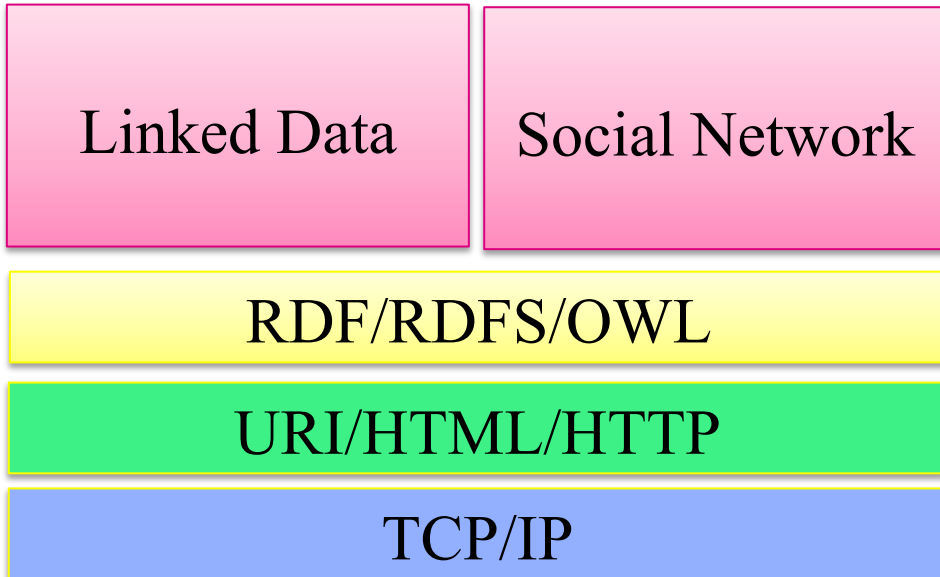 Linked Data
Social Network
RDF/RDFS/OWL
URI/HTML/HTTP
TCP/IP